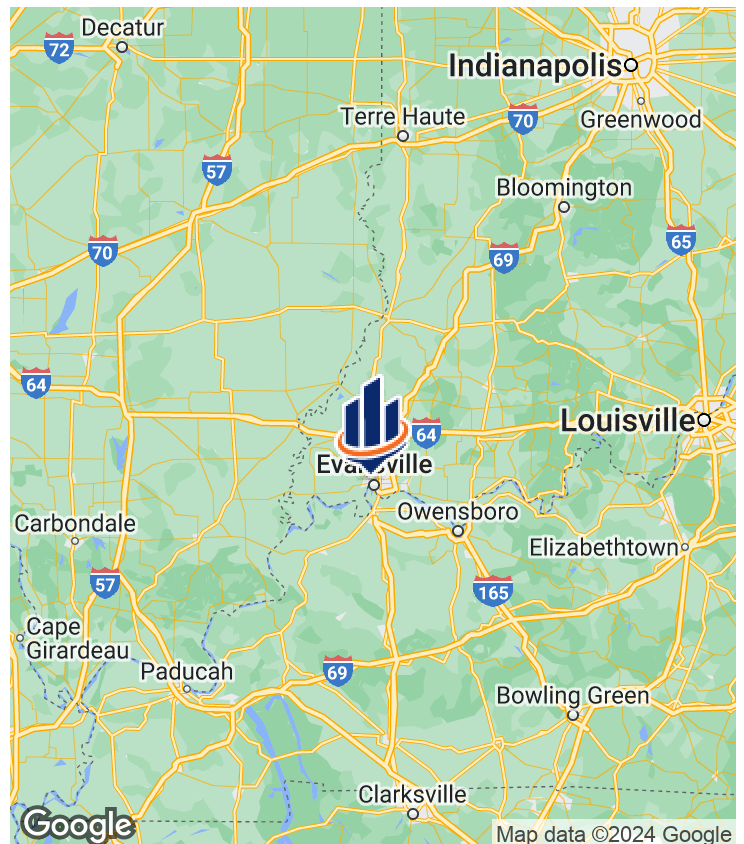 Decatur
72
Indianapolis
Greenwood
Terre Haute
70
57
Bloomington
65
70
69
64
Louisville
64
Evansville
Owensboro
Carbondale
Elizabethtown
57
165
Cape
Girardeau
Paducah
69
Bowling Green
Clarksville
Google
Map data ©2024 Google